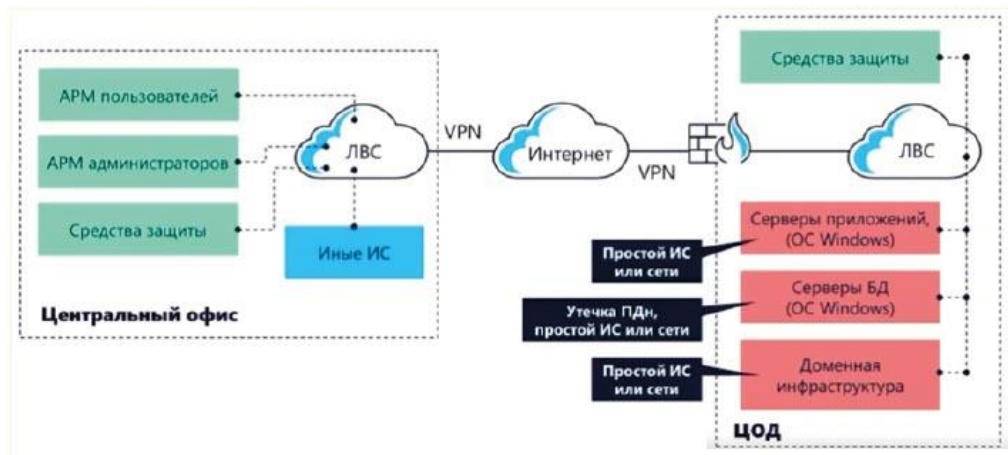 АРМ пользователей
АРМ администраторов
Средства защиты
ЛВС
Иные ИС
Центральный офис
VPN
Интернет
VPN
Средства защиты
ЛВС
Серверы приложений,
(ОС Windows)
Простой ИС
или сети
Серверы БД
(ОС Windows)
Утечка ПДн,
простой ИС или сети
Доменная
инфраструктура
Простой ИС
или сети
ЦОД